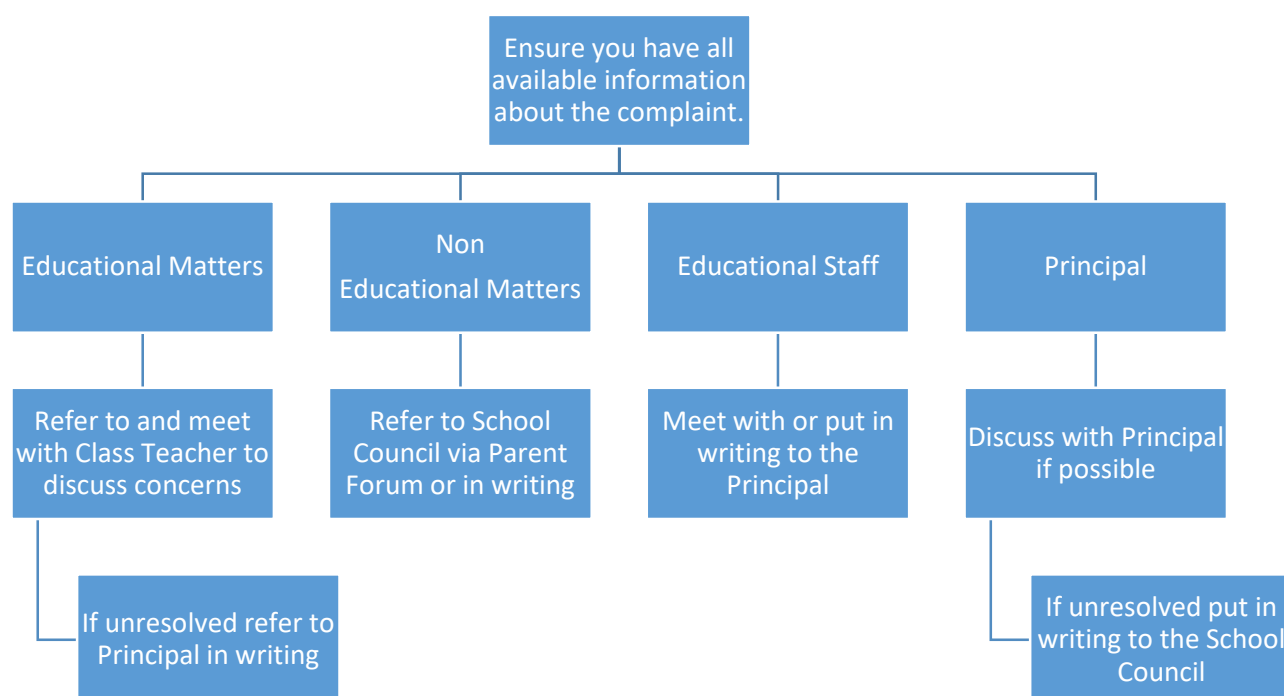 Ensure you have all
available information
about the complaint.
Educational Matters
Non
Educational Matters
Educational Staff
Principal
Refer to and meet
with Class Teacher to
discuss concerns
Refer to School
Council via Parent
Forum or in writing
Meet with or put in
writing to the
Principal
Discuss with Principal
if possible
If unresolved refer to
Principal in writing
If unresolved put in
writing to the School
Council